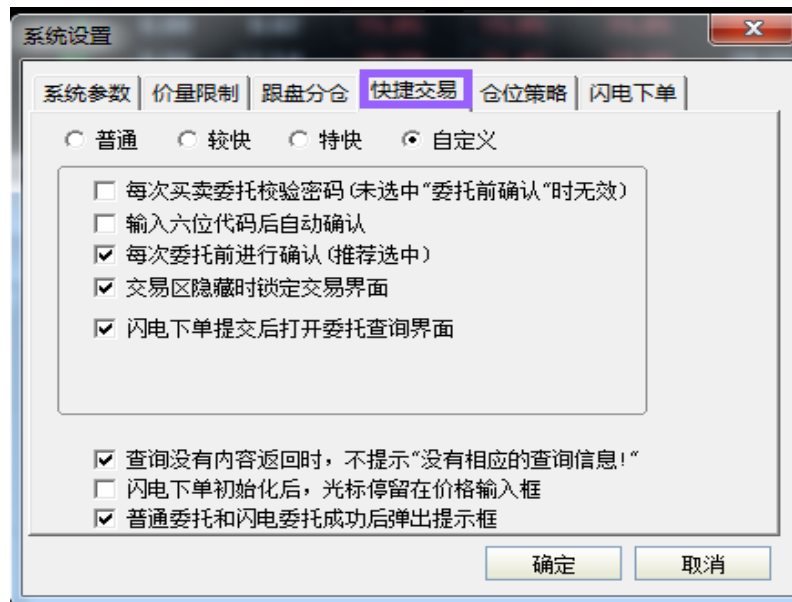 系统设置
系统参数 价量限制 跟盘分仓 快捷交易 仓位策略 闪电下单
普通 较快 特快 自定义
每次买卖委托校验密码(未选中“委托前确认”时无效)
输入六位代码后自动确认
每次委托前进行确认(推荐选中)
交易区隐藏时锁定交易界面
闪电下单提交后打开委托查询界面
查询没有内容返回时，不提示“没有相应的查询信息!”
闪电下单初始化后，光标停留在价格输入框
普通委托和闪电委托成功后弹出提示框
确定 取消